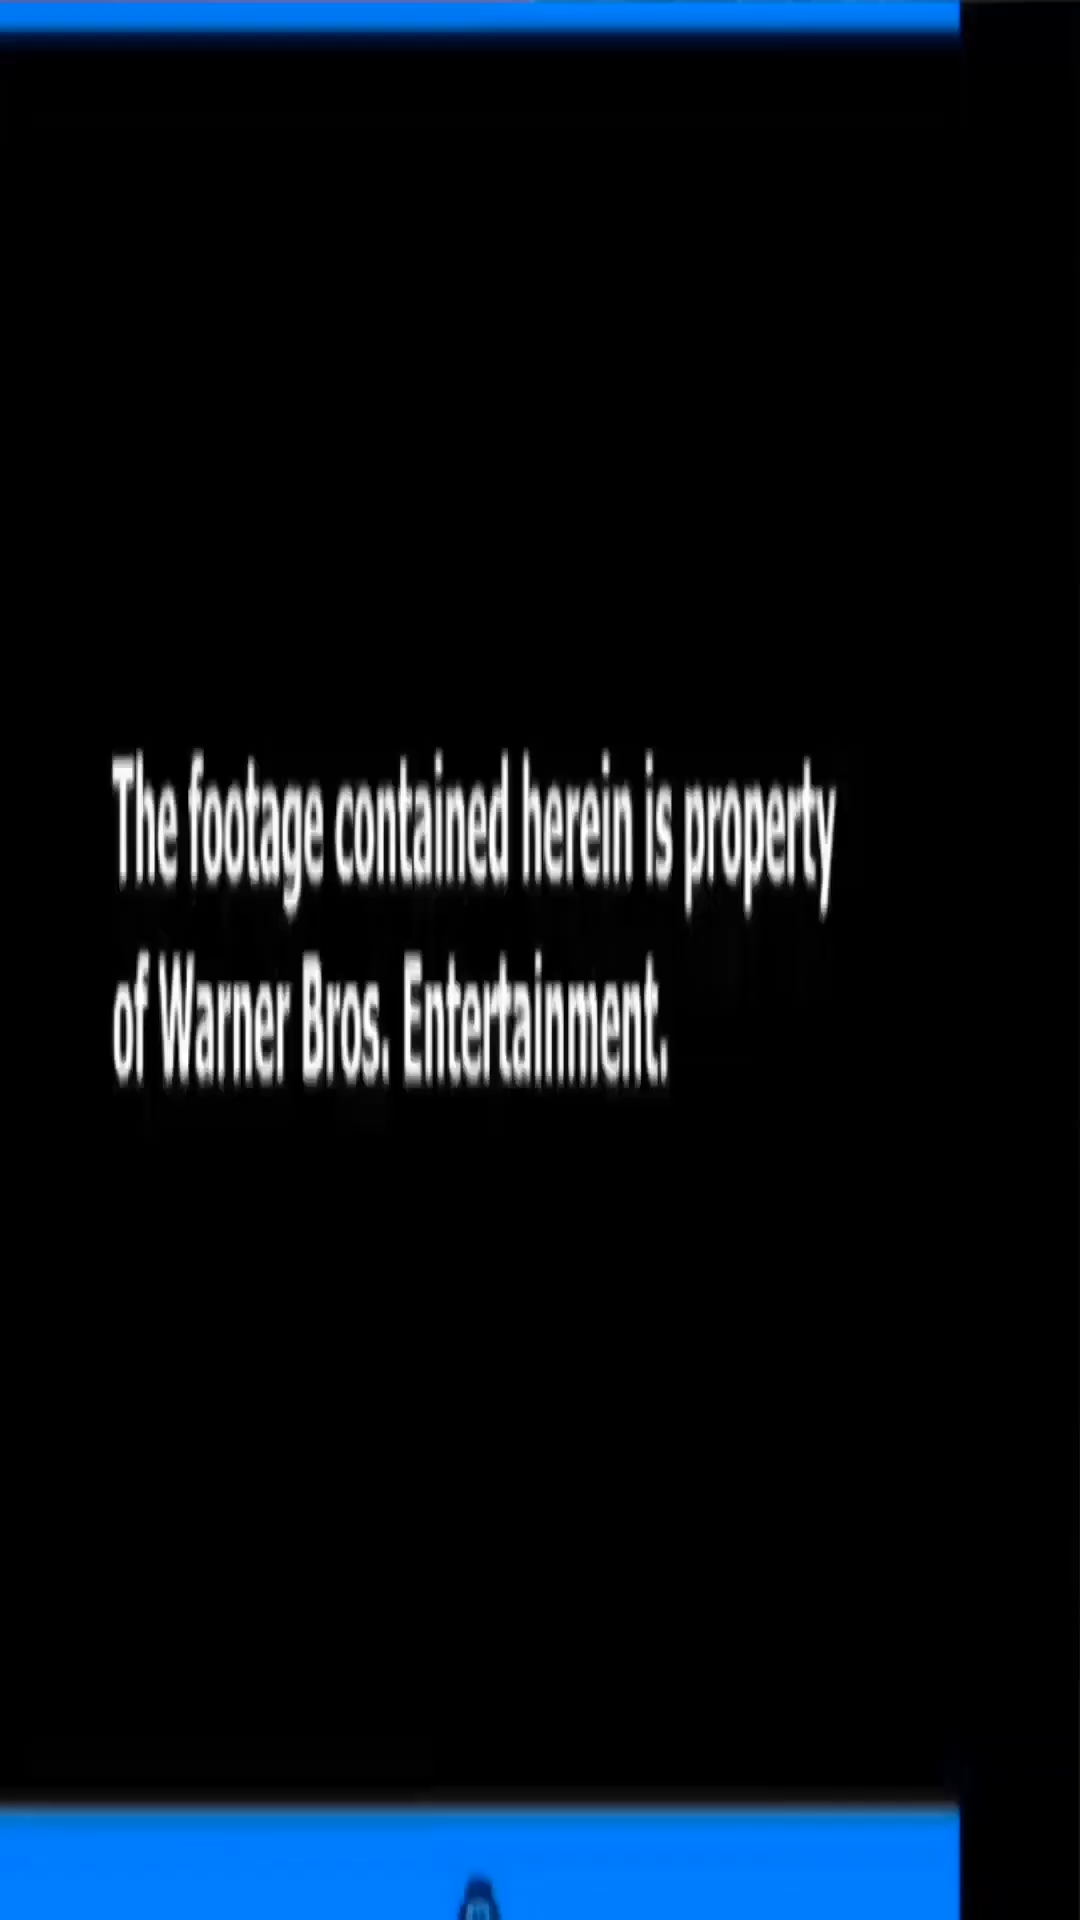 The footage contained herein is property
of Warner Bros. Entertainment.